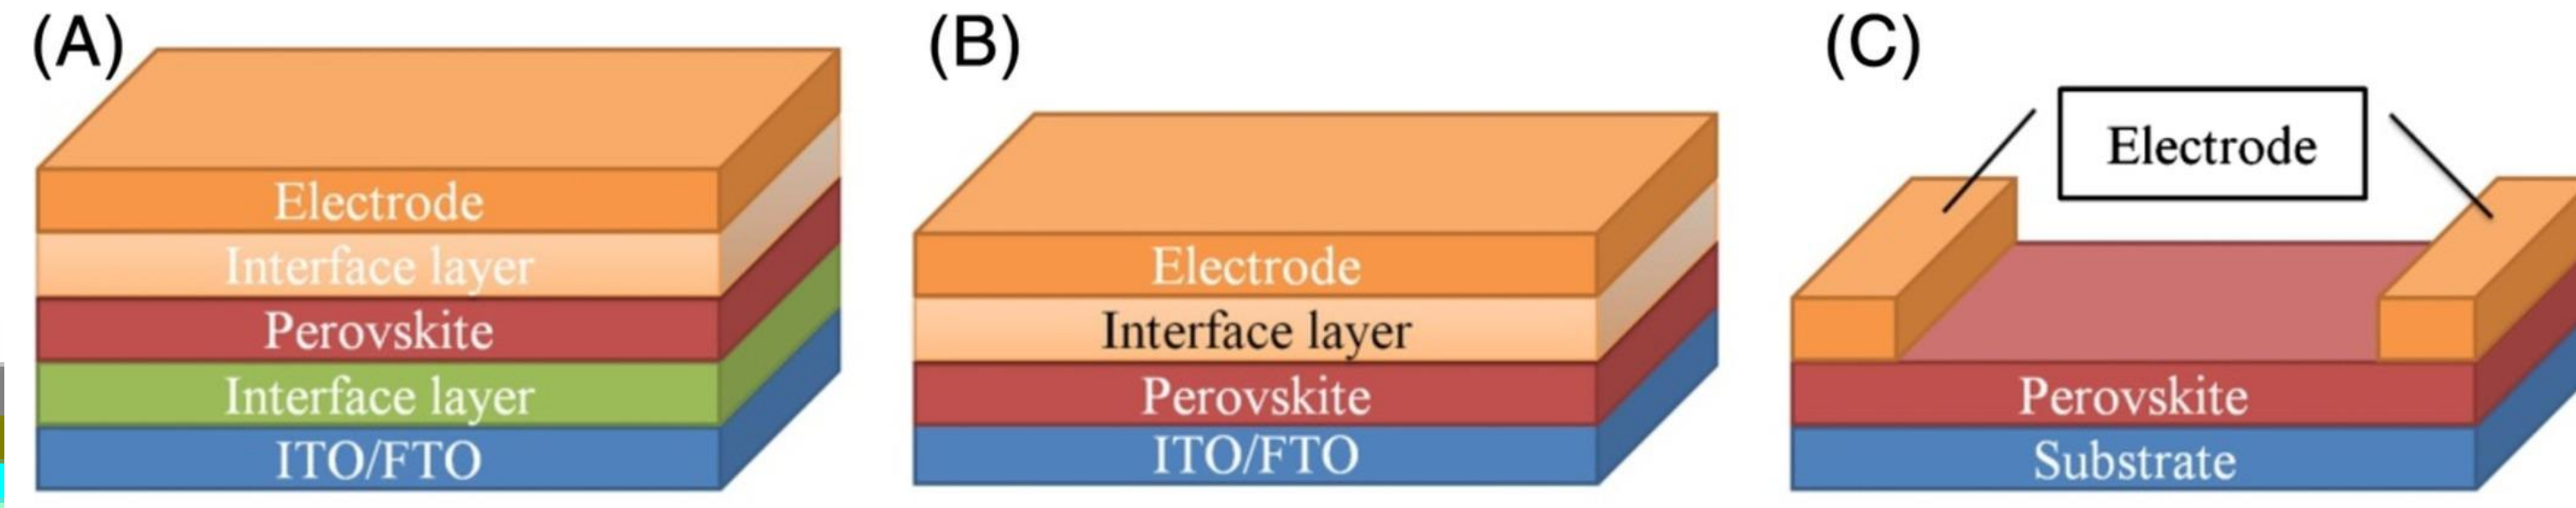 (A)
Electrode
Interface layer
Perovskite
Interface layer
ITO/FTO
(B)
Electrode
Interface layer
Perovskite
ITO/FTO
(C)
Electrode
Perovskite
Substrate